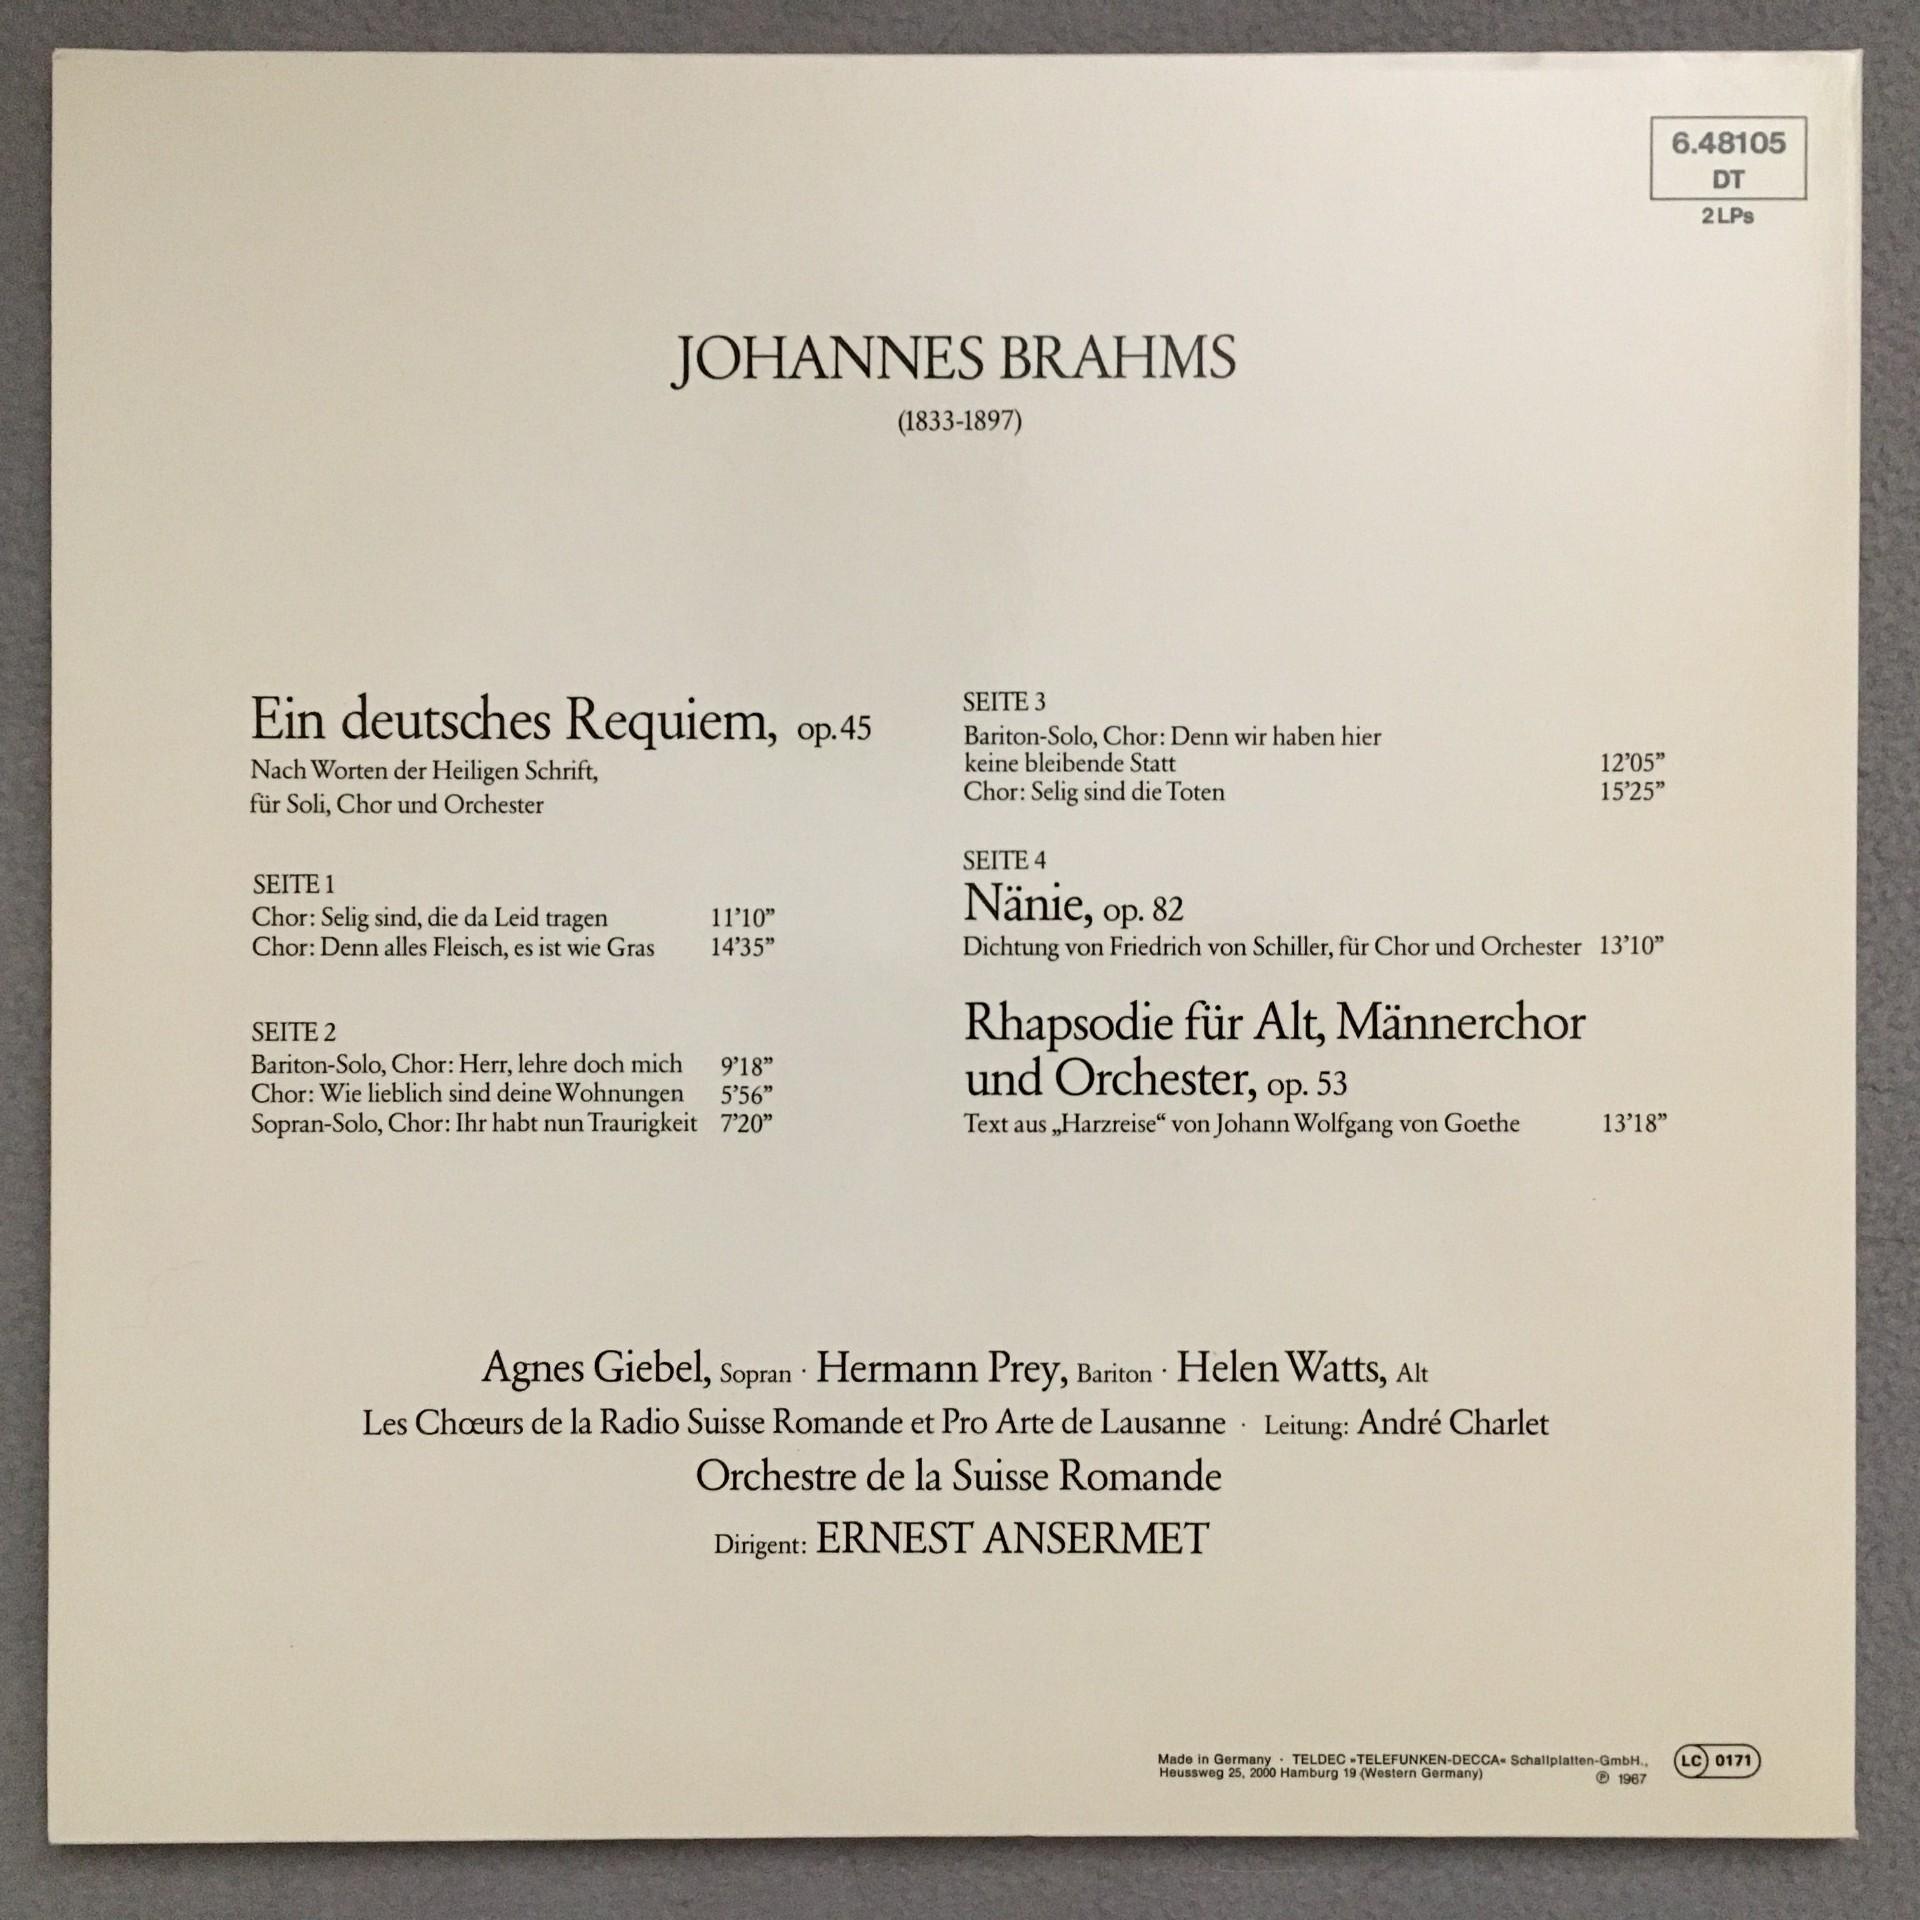 6.48105
DT
2 LPs
JOHANNES BRAHMS
(1833-1897)
Ein deutsches Requiem, op. 45
Nach Worten der Heiligen Schrift,
für Soli, Chor und Orchester
SEITE 1
Chor: Selig sind, die da Leid tragen 11’10”
Chor: Denn alles Fleisch, es ist wie Gras 14’35”
SEITE 2
Bariton-Solo, Chor: Herr, lehre doch mich 9’18”
Chor: Wie lieblich sind deine Wohnungen 5’56”
Sopran-Solo, Chor: Ihr habt nun Traurigkeit 7’20”
SEITE 3
Bariton-Solo, Chor: Denn wir haben hier
keine bleibende Statt 12’05”
Chor: Selig sind die Toten 15’25”
SEITE 4
Nänie, op. 82
Dichtung von Friedrich von Schiller, für Chor und Orchester 13’10”
Rhapsodie für Alt, Männerchor
und Orchester, op. 53
Text aus „Harzreise“ von Johann Wolfgang von Goethe 13’18”
Agnes Giebel, Sopran · Hermann Prey, Bariton · Helen Watts, Alt
Les Chœurs de la Radio Suisse Romande et Pro Arte de Lausanne · Leitung: André Charlet
Orchestre de la Suisse Romande
Dirigent: ERNEST ANSERMET
Made in Germany · TELDEC »TELEFUNKEN-DECCA« Schallplatten-GmbH.,
Heussweg 25, 2000 Hamburg 19 (Western Germany)
℗ 1967
LC 0171